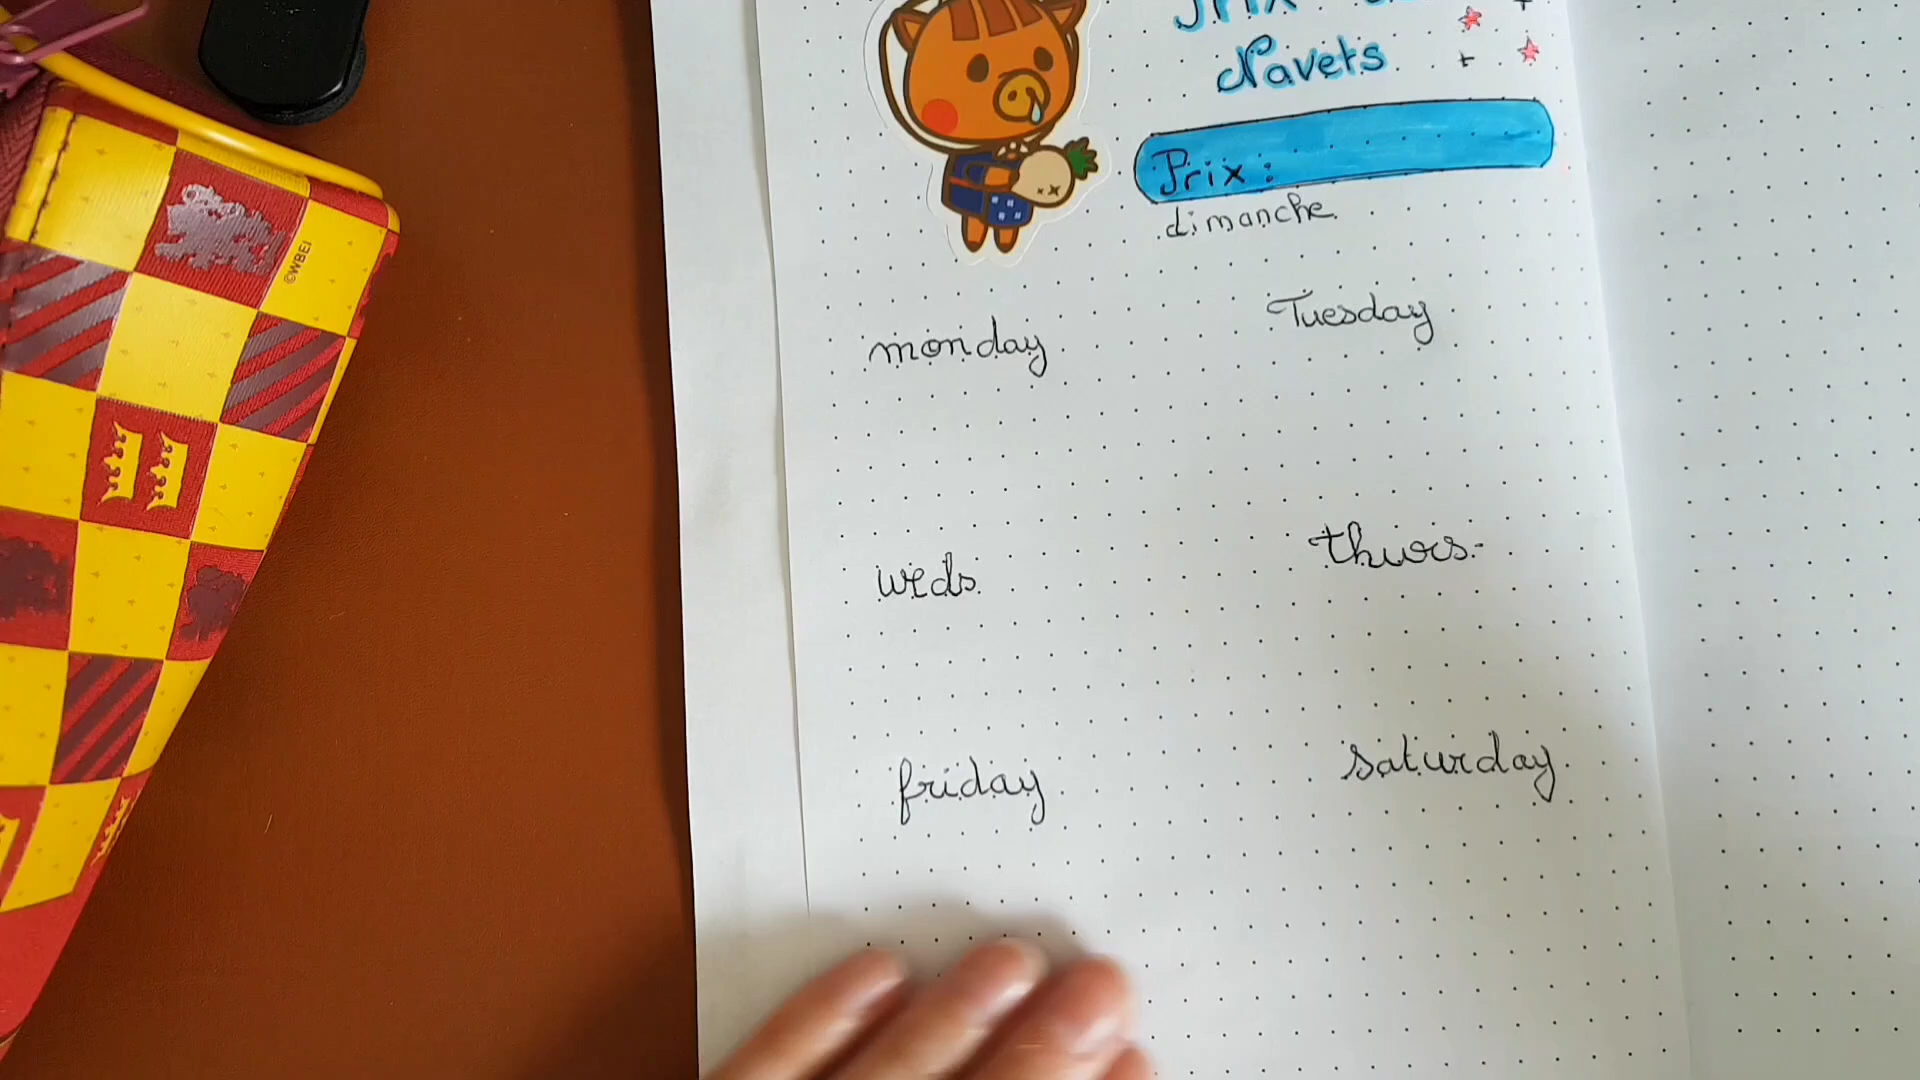 Navets
Prix :
dimanche
monday
Tuesday
weds
thurs.
friday
saturday
©WBEI